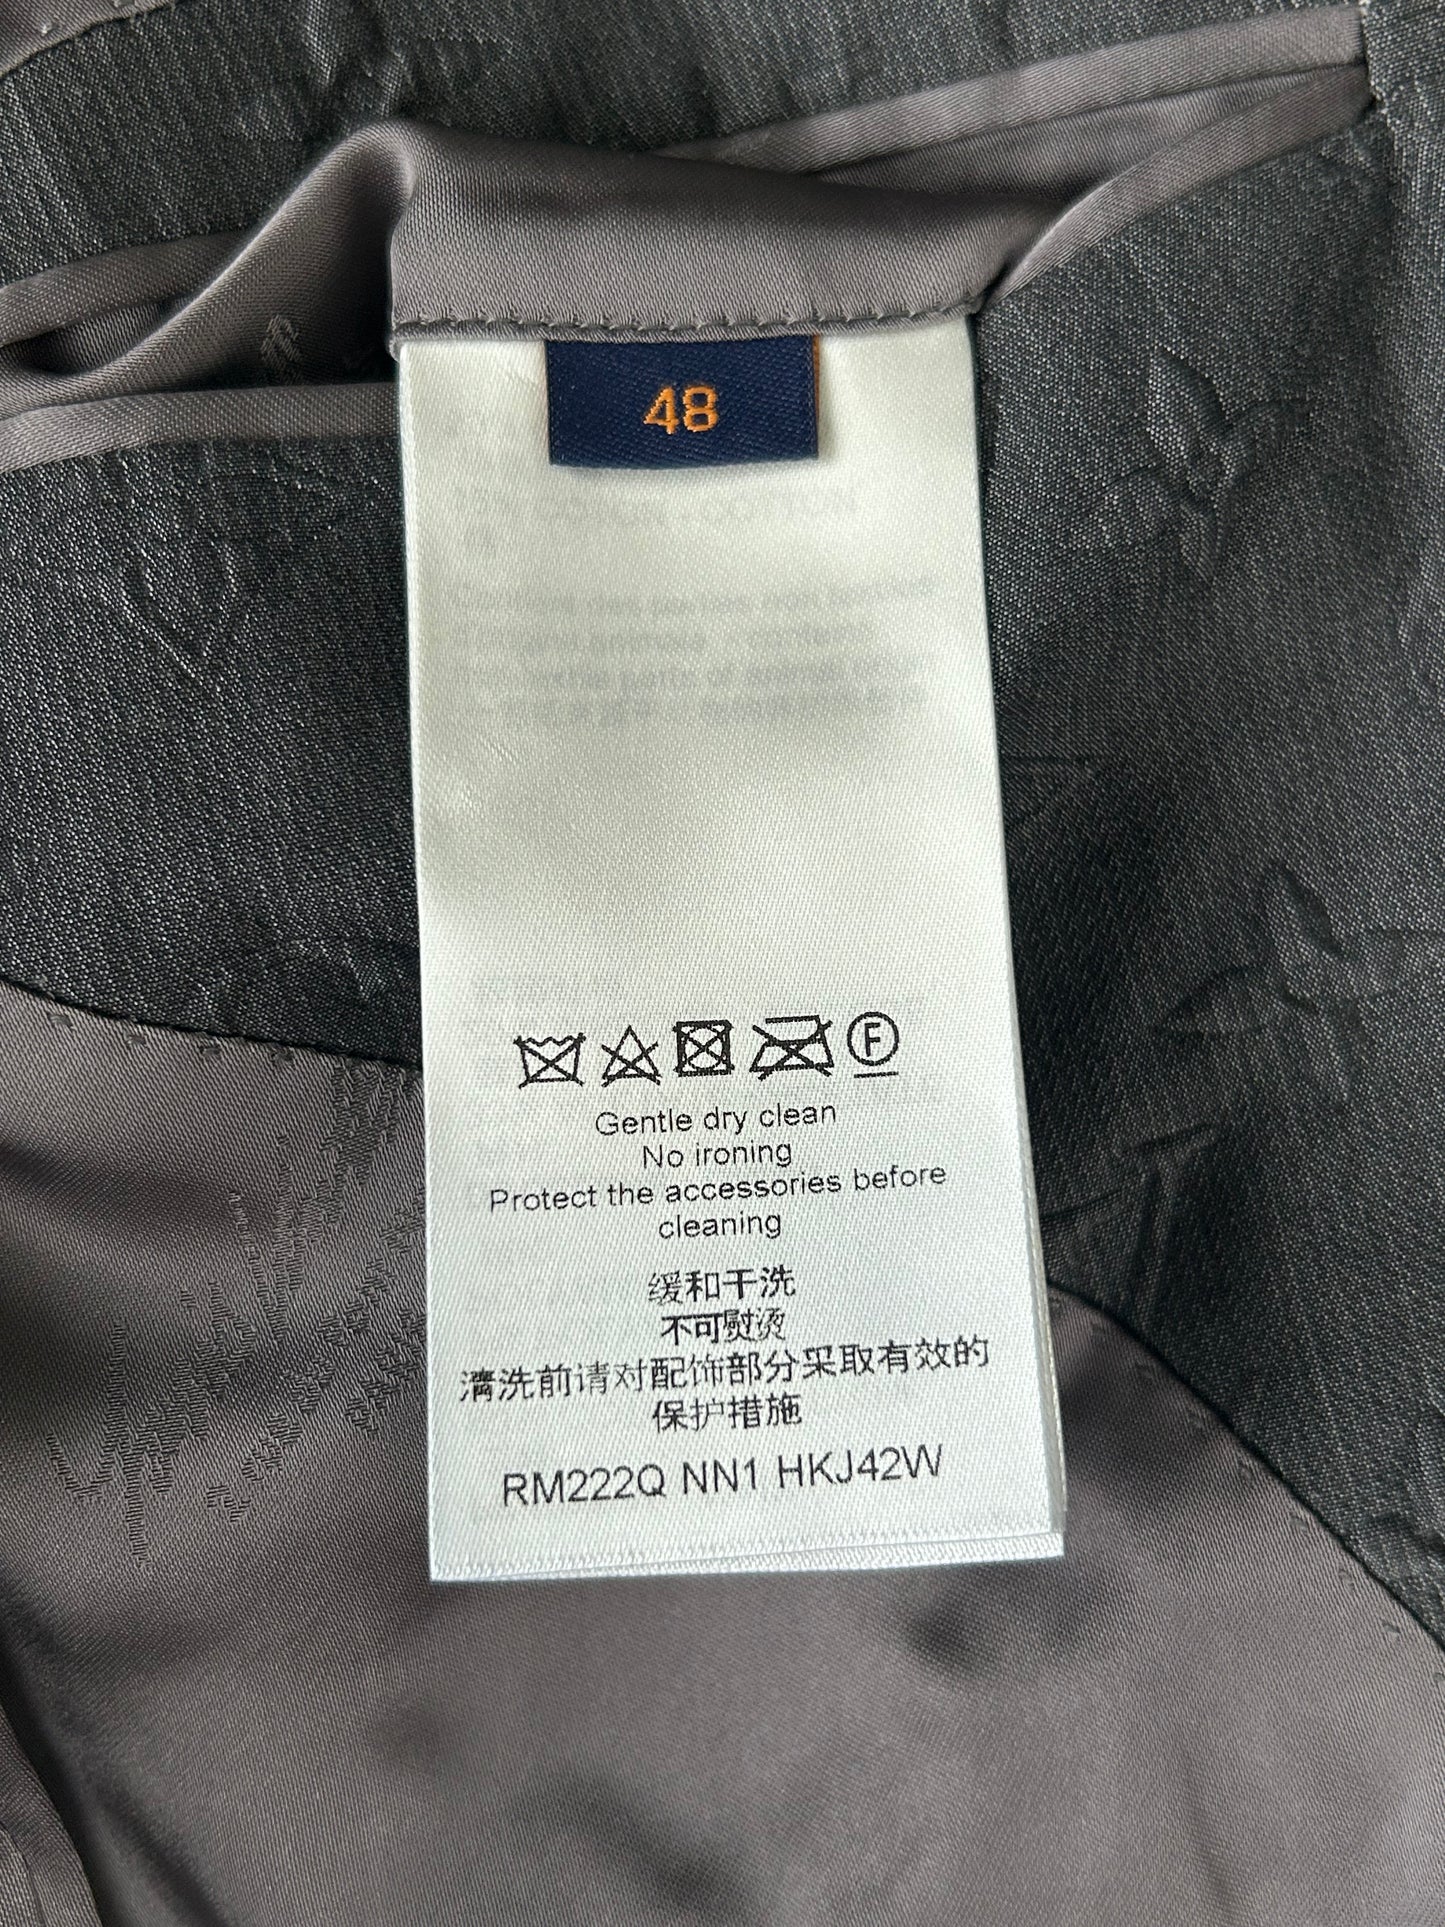 48
F
Gentle dry clean
No ironing
Protect the accessories before
cleaning
缓和干洗
不可熨烫
清洗前请对配饰部分采取有效的
保护措施
RM222Q NN1 HKJ42W